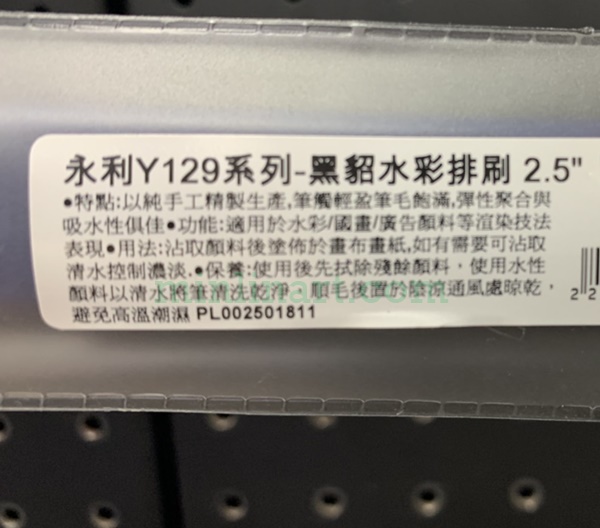 永利Y129系列-黑貂水彩排刷 2.5"
●特點:以純手工精製生產,筆觸輕盈筆毛飽滿,彈性聚合與
吸水性俱佳●功能:適用於水彩/國畫/廣告顏料等渲染技法
表現●用法:沾取顏料後塗佈於畫布畫紙,如有需要可沾取
清水控制濃淡.●保養:使用後先拭除殘餘顏料，使用水性
顏料以清水將筆清洗乾淨，順毛後置於陰涼通風處晾乾，
避免高溫潮濕 PL002501811
22